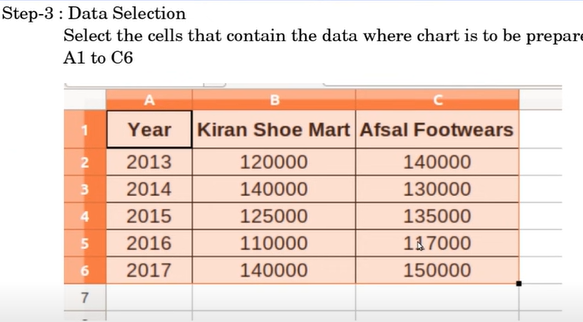 Step-3 : Data Selection
Select the cells that contain the data where chart is to be prepare
A1 to C6
A B C
1 Year Kiran Shoe Mart Afsal Footwears
2 2013 120000 140000
3 2014 140000 130000
4 2015 125000 135000
5 2016 110000 117000
6 2017 140000 150000
7